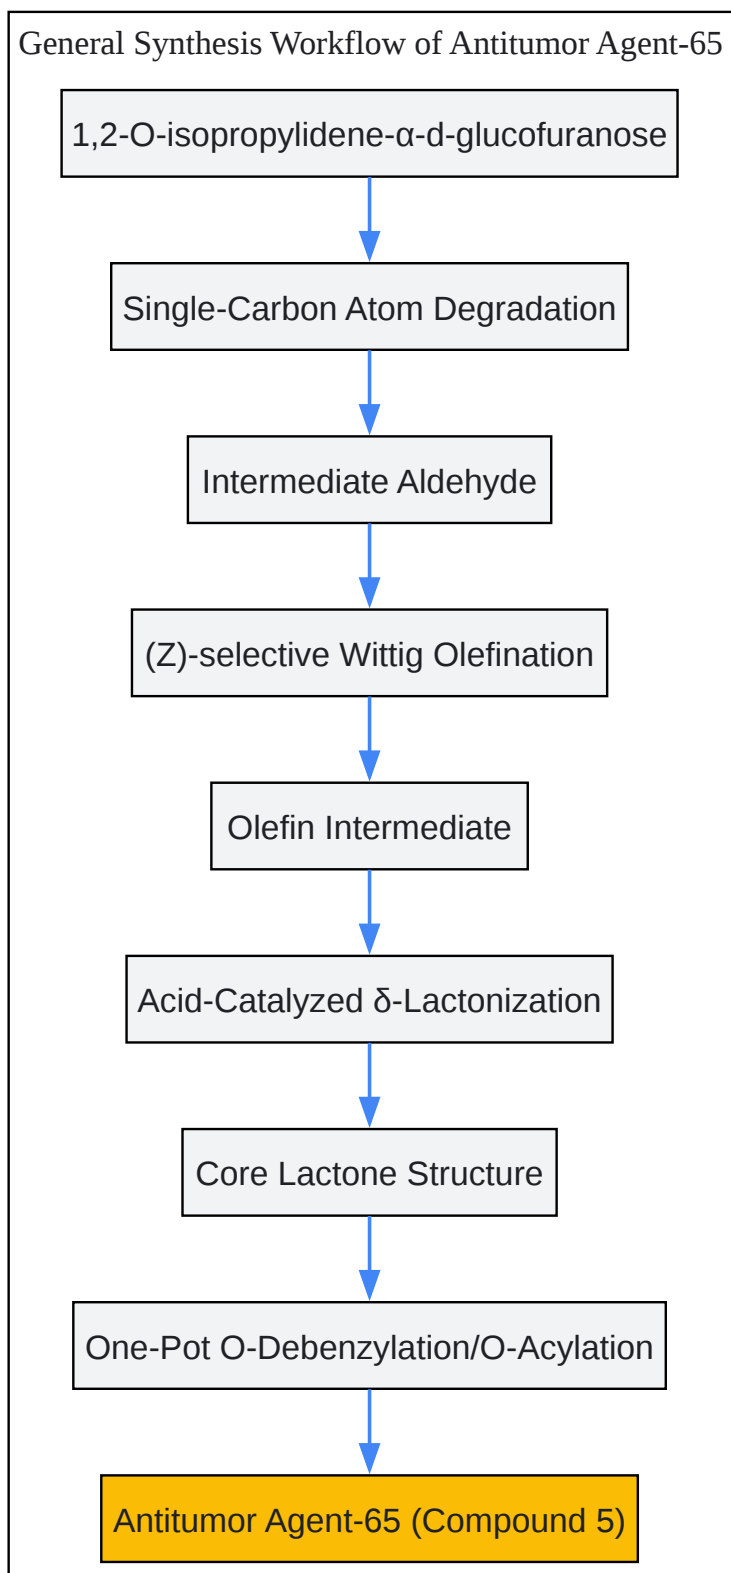 General Synthesis Workflow of Antitumor Agent-65
1,2-O-isopropylidene-α-d-glucofuranose
Single-Carbon Atom Degradation
Intermediate Aldehyde
(Z)-selective Wittig Olefination
Olefin Intermediate
Acid-Catalyzed δ-Lactonization
Core Lactone Structure
One-Pot O-Debenzylation/O-Acylation
Antitumor Agent-65 (Compound 5)